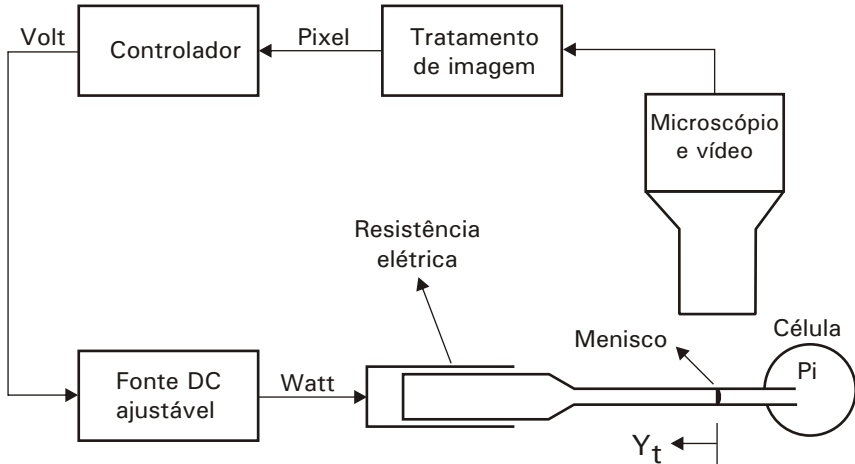 Volt
Controlador
Pixel
Tratamento
de imagem
Microscópio
e vídeo
Resistência
elétrica
Menisco
Célula
Pi
Fonte DC
ajustável
Watt
Yt